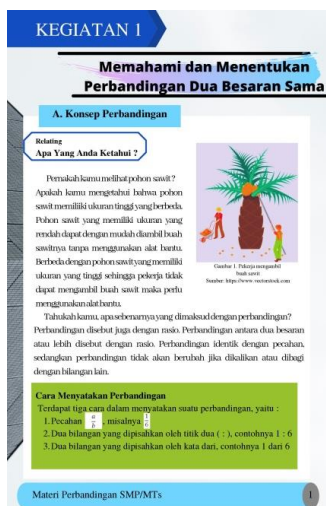 KEGIATAN 1
Memahami dan Menentukan
Perbandingan Dua Besaran Sama
A. Konsep Perbandingan
Relating
Apa Yang Anda Ketahui ?
Pernakah kamu melihat pohon sawit ?
Apakah kamu mengetahui bahwa pohon
sawit memiliiki ukuran tinggi yang berbeda.
Pohon sawit yang memiliki ukuran yang
rendah dapat dengan mudah diambil buah
sawitnya tanpa menggunakan alat bantu.
Berbeda dengan pohon sawit yang memiliki
ukuran yang tinggi sehingga pekerja tidak
dapat mengambil buah sawit maka perlu
menggunakan alat bantu.
Gambar 1. Pekerja mengambil
buah sawit
Sumber: https://www.vectorstock.com
Tahukah kamu, apa sebenarnya yang dimaksud dengan perbandingan?
Perbandingan disebut juga dengan rasio. Perbandingan antara dua besaran
atau lebih disebut dengan rasio. Perbandingan identik dengan pecahan,
sedangkan perbandingan tidak akan berubah jika dikalikan atau dibagi
dengan bilangan lain.
Cara Menyatakan Perbandingan
Terdapat tiga cara dalam menyatakan suatu perbandingan, yaitu :
1. Pecahan a/b, misalnya 1/6
2. Dua bilangan yang dipisahkan oleh titik dua ( : ), contohnya 1 : 6
3. Dua bilangan yang dipisahkan oleh kata dari, contohnya 1 dari 6
Materi Perbandingan SMP/MTs
1